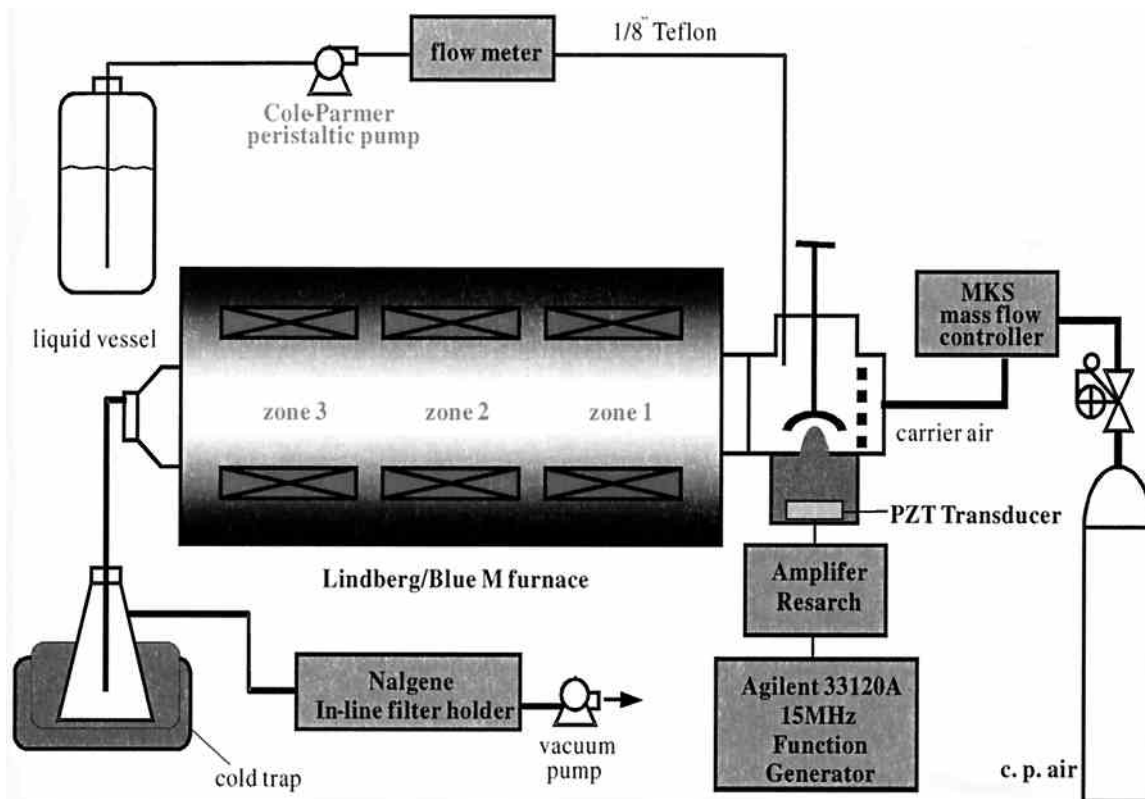 1/8" Teflon
flow meter
Cole-Parmer
peristaltic pump
liquid vessel
MKS
mass flow
controller
zone 3
zone 2
zone 1
carrier air
PZT Transducer
Lindberg/Blue M furnace
Amplifer
Resarch
Nalgene
In-line filter holder
Agilent 33120A
15MHz
Function
Generator
vacuum
pump
cold trap
c. p. air